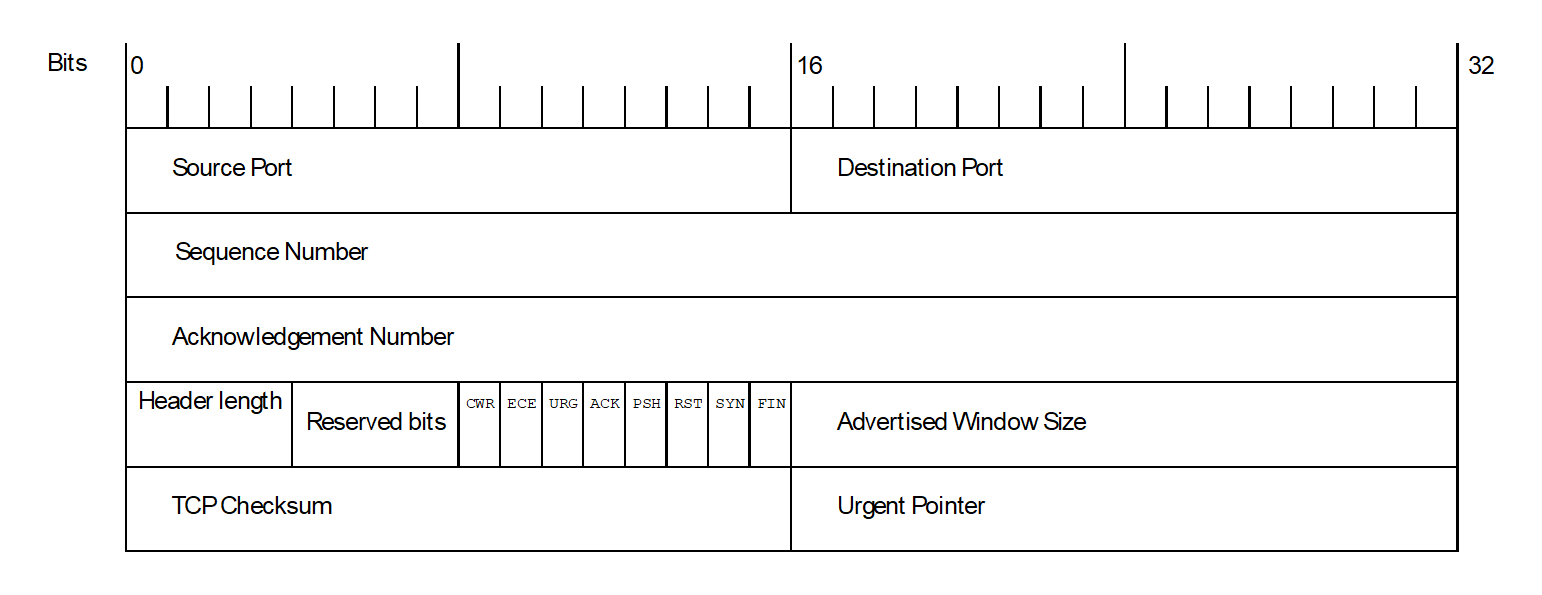 Bits 0 16 32
Source Port Destination Port
Sequence Number
Acknowledgement Number
Header length Reserved bits CWR ECE URG ACK PSH RST SYN FIN Advertised Window Size
TCP Checksum Urgent Pointer